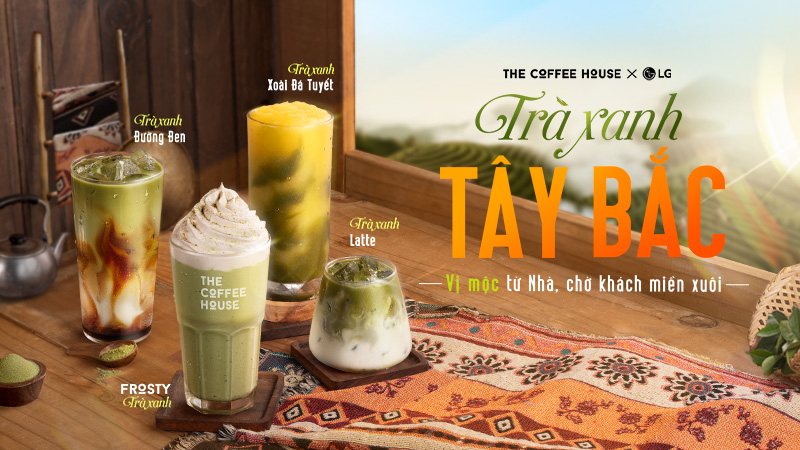 THE COFFEE HOUSE × LG
Trà xanh
TÂY BẮC
Vị mộc từ Nhà, chờ khách miền xuôi
Trà xanh
Xoài Đá Tuyết
Trà xanh
Đường Đen
Trà xanh
Latte
THE
COFFEE
HOUSE
FROSTY
Trà xanh